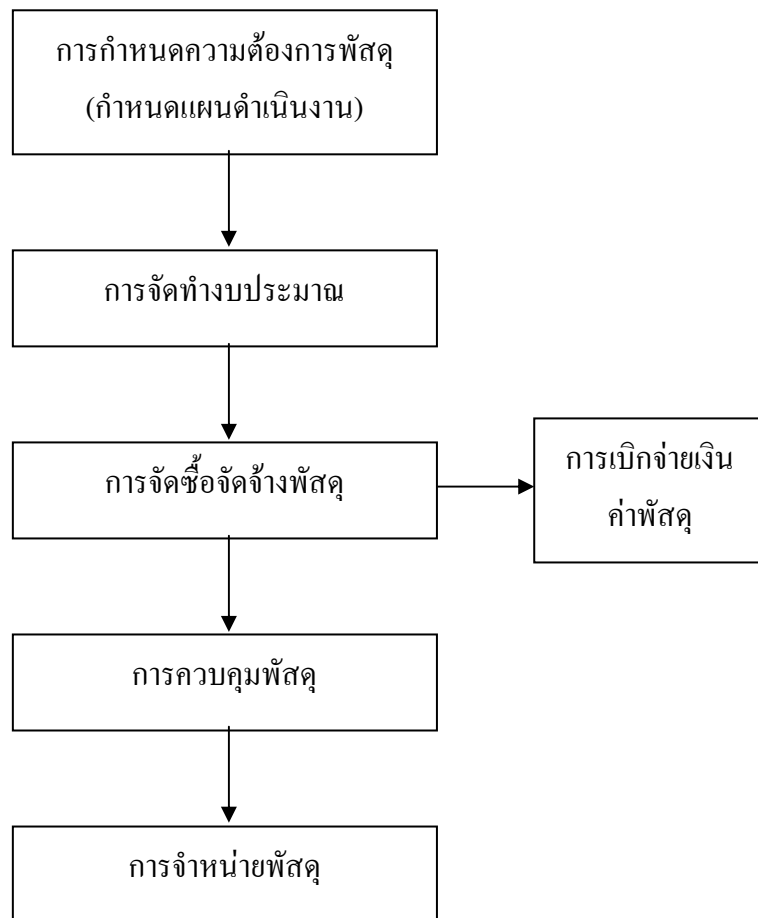 การกำหนดความต้องการพัสดุ
(กำหนดแผนดำเนินงาน)
การจัดทำงบประมาณ
การจัดซื้อจัดจ้างพัสดุ
การเบิกจ่ายเงิน
ค่าพัสดุ
การควบคุมพัสดุ
การจำหน่ายพัสดุ